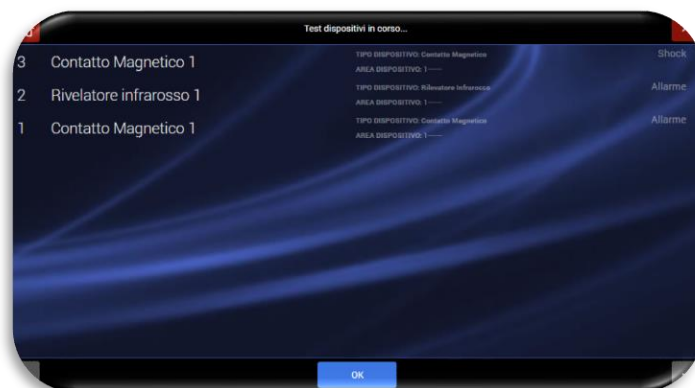 Test dispositivi in corso...
3 Contatto Magnetico 1 TIPO DISPOSITIVO: Contatto Magnetico Shock
AREA DISPOSITIVO: 1------
2 Rivelatore infrarosso 1 TIPO DISPOSITIVO: Rilevatore Infrarosso Allarme
AREA DISPOSITIVO: 1------
1 Contatto Magnetico 1 TIPO DISPOSITIVO: Contatto Magnetico Allarme
AREA DISPOSITIVO: 1------
OK